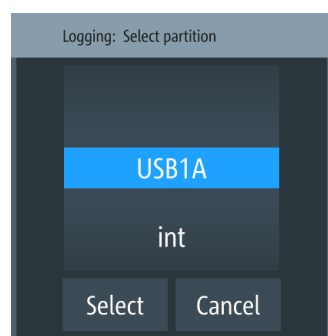 Logging: Select partition
USB1A
int
Select Cancel